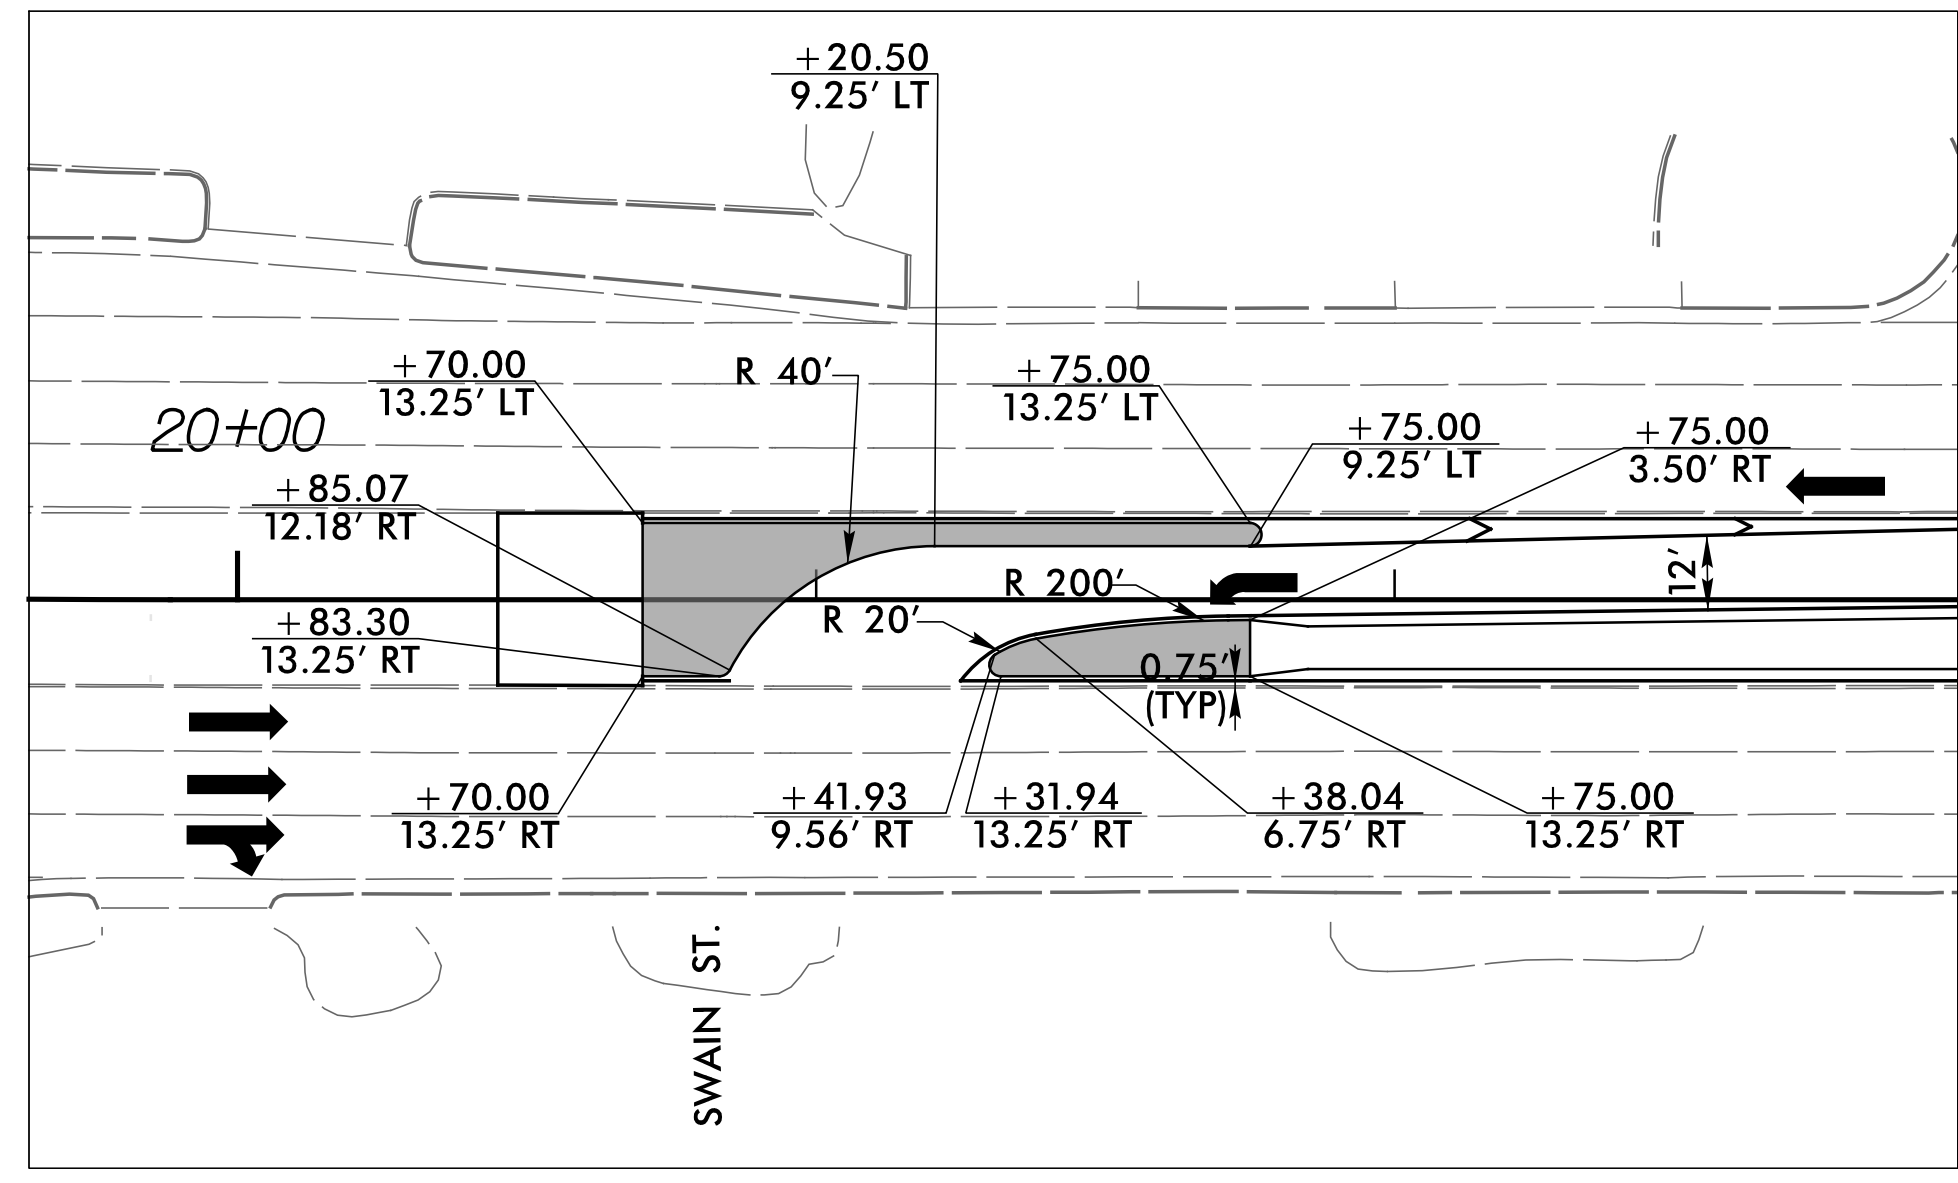 +20.50
9.25′ LT
+70.00
13.25′ LT
R 40′
+75.00
13.25′ LT
+75.00
9.25′ LT
+75.00
3.50′ RT
20+00
+85.07
12.18′ RT
R 200′
12′
+83.30
13.25′ RT
R 20′
0.75′
(TYP)
+70.00
13.25′ RT
+41.93
9.56′ RT
+31.94
13.25′ RT
+38.04
6.75′ RT
+75.00
13.25′ RT
SWAIN ST.